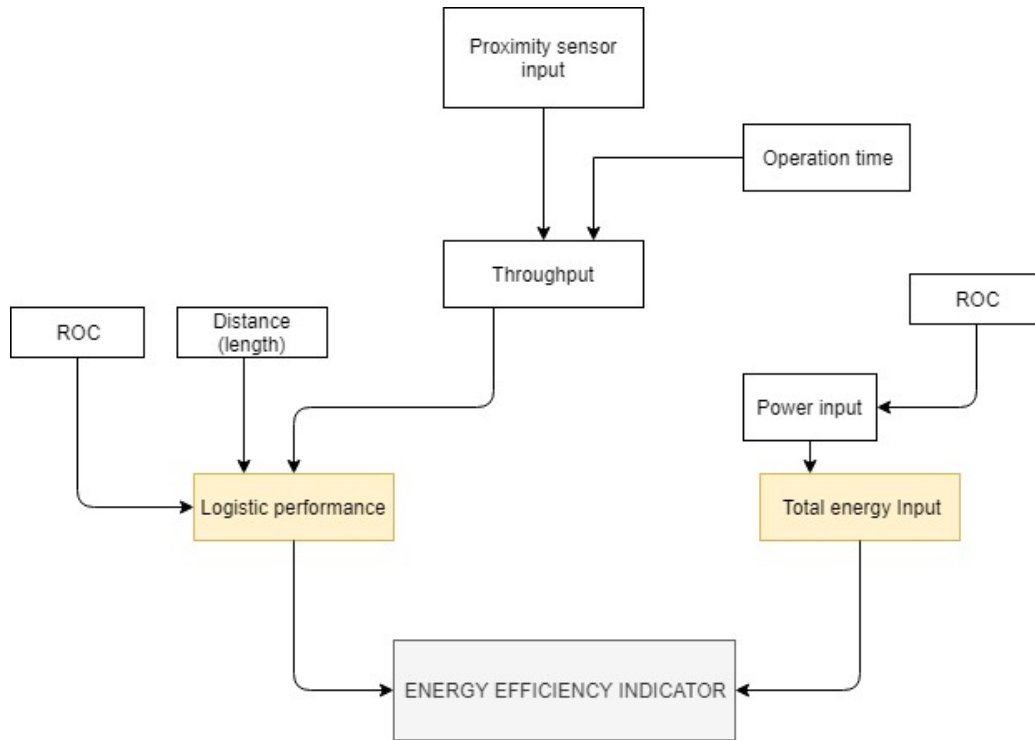 Proximity sensor
input
Operation time
Throughput
ROC
ROC
Distance
(length)
Power input
Logistic performance
Total energy Input
ENERGY EFFICIENCY INDICATOR